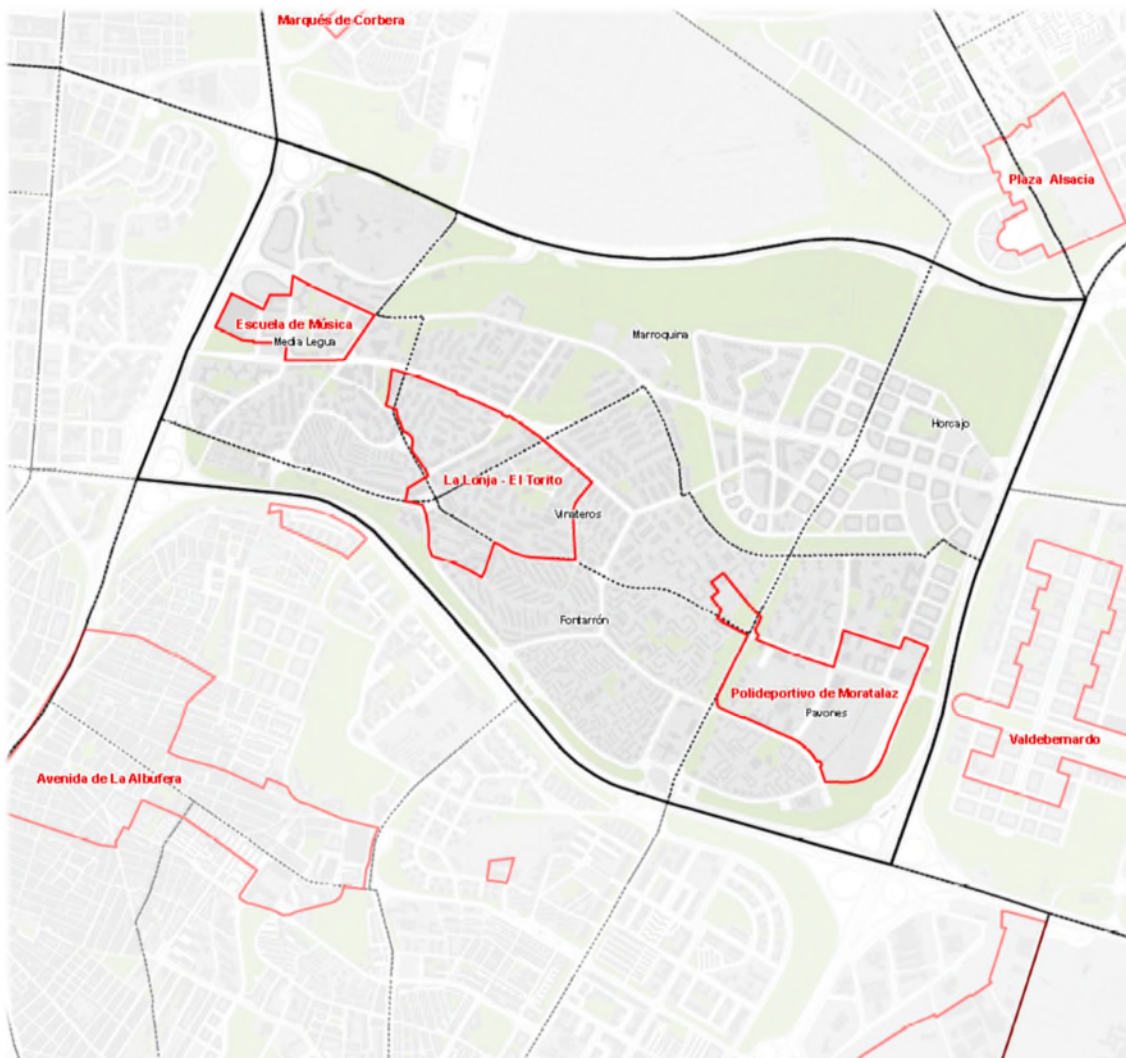 Marqués de Corbera
Plaza Alsacia
Escuela de Música
Media Legua
Marroquina
Horcajo
La Lonja - El Torito
Vinateros
Fontarrón
Polideportivo de Moratalaz
Pavones
Valdebernardo
Avenida de La Albufera